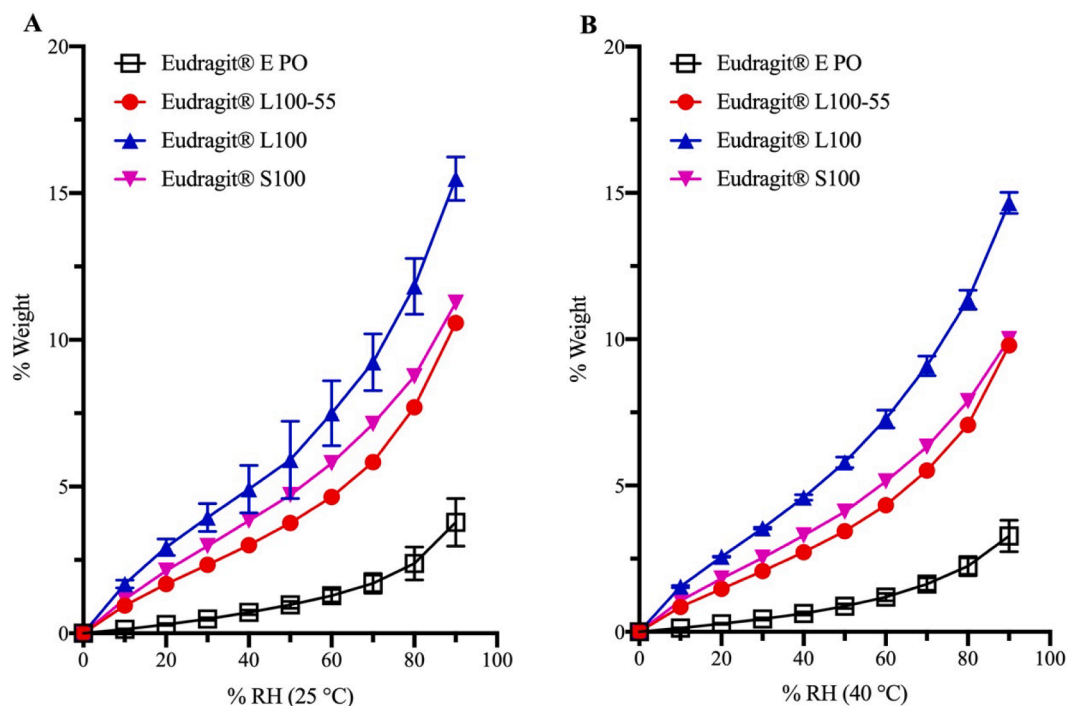 A
20
15
10
5
0
% Weight
Eudragit® E PO
Eudragit® L100-55
Eudragit® L100
Eudragit® S100
0 20 40 60 80 100
% RH (25 °C)
B
20
15
10
5
0
% Weight
Eudragit® E PO
Eudragit® L100-55
Eudragit® L100
Eudragit® S100
0 20 40 60 80 100
% RH (40 °C)